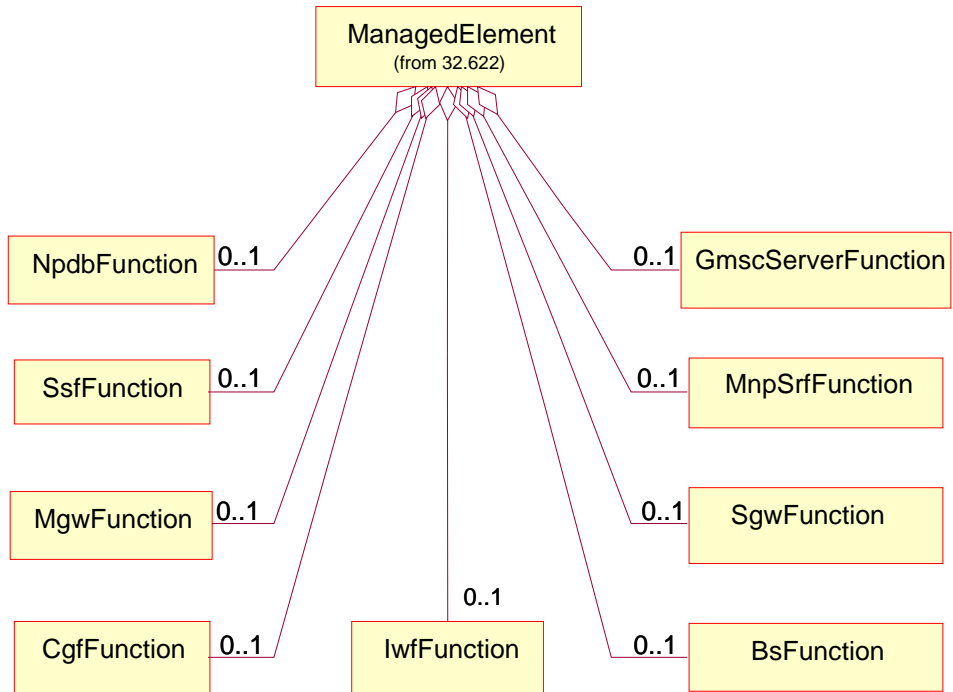 ManagedElement
(from 32.622)
NpdbFunction
0..1
0..1
GmscServerFunction
SsfFunction
0..1
0..1
MnpSrfFunction
MgwFunction
0..1
0..1
SgwFunction
0..1
CgfFunction
0..1
IwfFunction
0..1
BsFunction